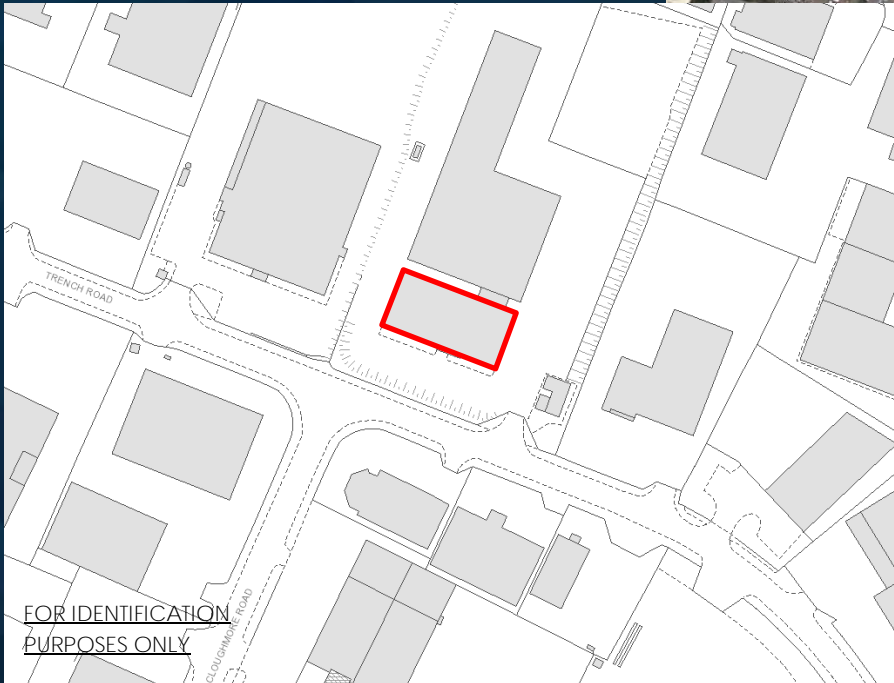 TRENCH ROAD
CLOUGHMORE ROAD
FOR IDENTIFICATION
PURPOSES ONLY